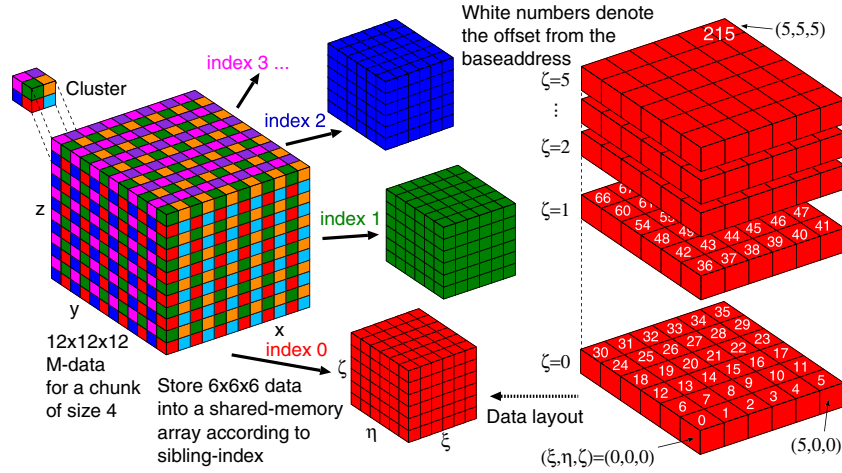 White numbers denote
the offset from the
baseaddress
Cluster
index 3 ...
index 2
index 1
index 0
z
y
x
12x12x12
M-data
for a chunk
of size 4
Store 6x6x6 data
into a shared-memory
array according to
sibling-index
ζ
η
ξ
Data layout
215
(5,5,5)
ζ=5
...
ζ=2
ζ=1
66 67
60 61
54 55
48 49
42 43 44 45 46 47
36 37 38 39 40 41
ζ=0
30 31 32 33 34 35
24 25 26 27 28 29
18 19 20 21 22 23
12 13 14 15 16 17
6 7 8 9 10 11
0 1 2 3 4 5
(ξ,η,ζ)=(0,0,0)
(5,0,0)